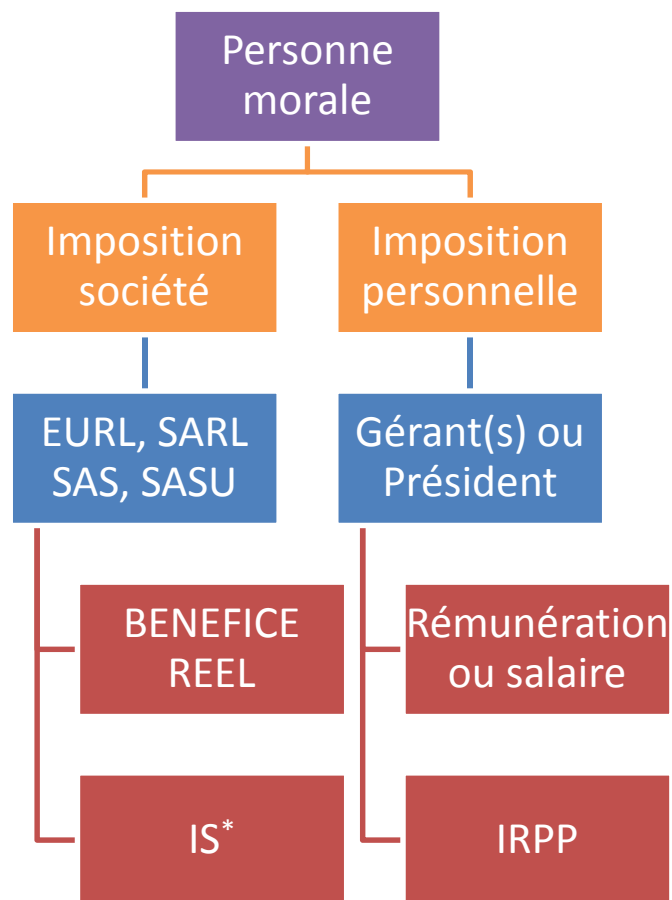 Personne
morale
Imposition
société
Imposition
personnelle
EURL, SARL
SAS, SASU
Gérant(s) ou
Président
BENEFICE
REEL
Rémunération
ou salaire
IS*
IRPP